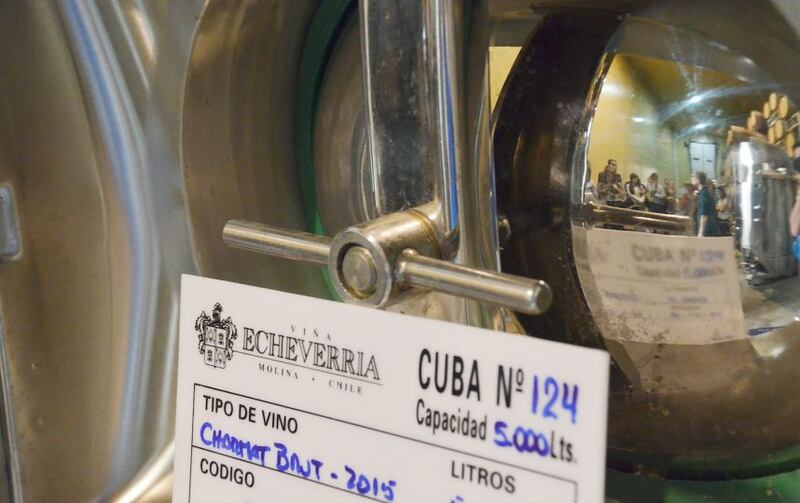 VIÑA
ECHEVERRIA
MOLINA · CHILE
CUBA Nº 124
Capacidad 5.000 Lts.
TIPO DE VINO
CHARMAT BRUT - 2015
LITROS
CODIGO
CUBA Nº 124
Capacidad